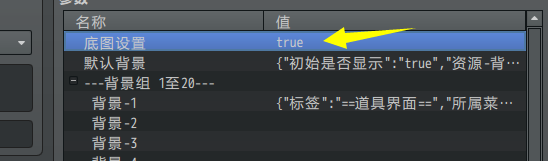 名称 值
底图设置 true
默认背景 {"初始是否显示":"true","资源-背…
---背景组 1至20---
背景-1 {"标签":"==道具界面==","所属菜…
背景-2
背景-3